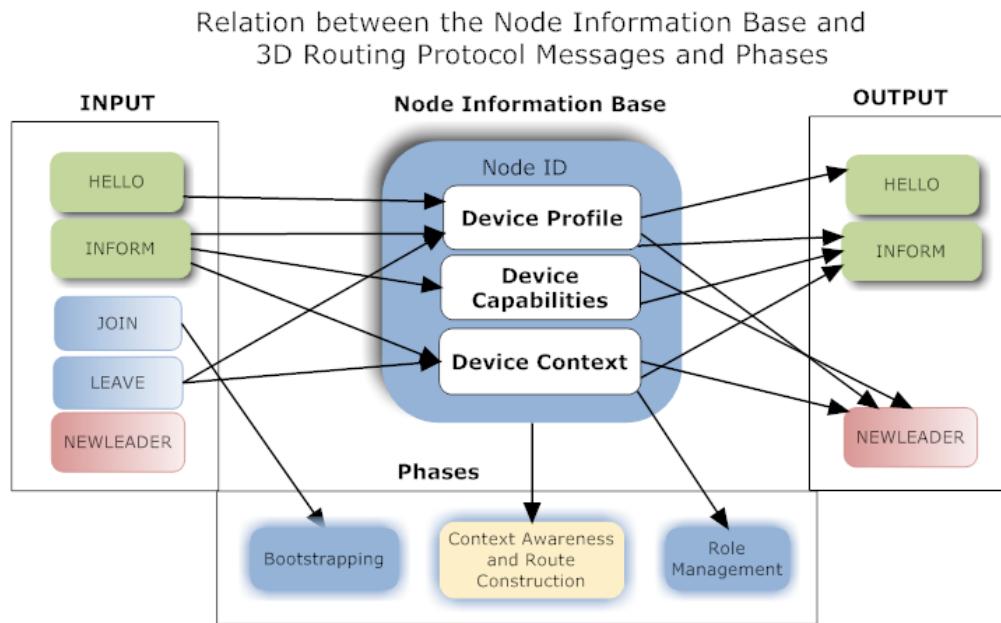 Relation between the Node Information Base and
3D Routing Protocol Messages and Phases
INPUT
Node Information Base
OUTPUT
HELLO
INFORM
JOIN
LEAVE
NEWLEADER
Node ID
Device Profile
Device
Capabilities
Device Context
HELLO
INFORM
NEWLEADER
Phases
Bootstrapping
Context Awareness
and Route
Construction
Role
Management